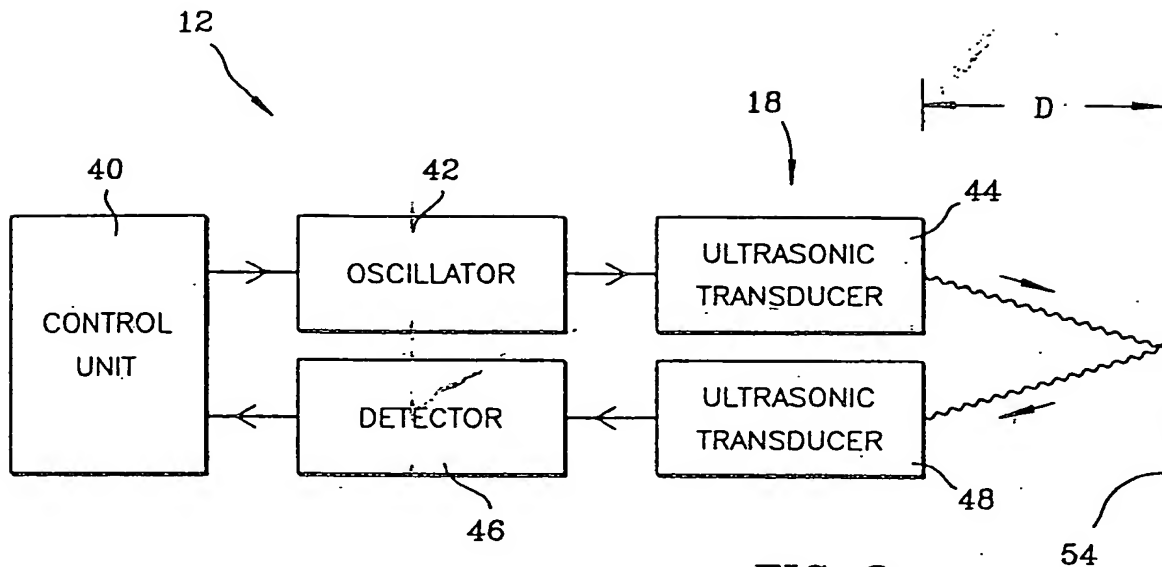 12
18
D
40
42
44
CONTROL
UNIT
OSCILLATOR
ULTRASONIC
TRANSDUCER
DETECTOR
ULTRASONIC
TRANSDUCER
46
48
54